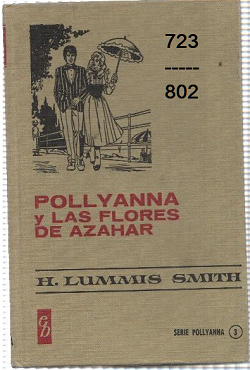 723
-----
802
POLLYANNA
y LAS FLORES
DE AZAHAR
H. LUMMIS SMITH
SERIE POLLYANNA 3